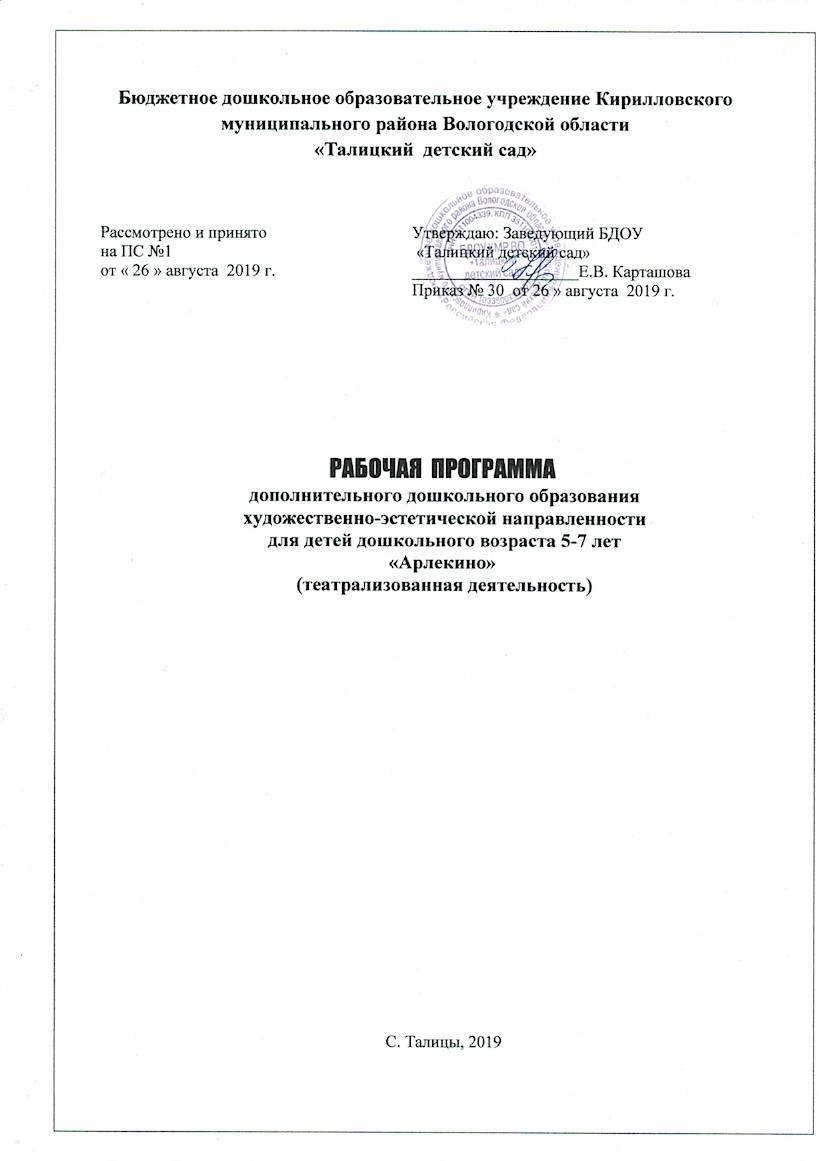 Бюджетное дошкольное образовательное учреждение Кирилловского
муниципального района Вологодской области
«Талицкий детский сад»
Рассмотрено и принято
на ПС №1
от « 26 » августа 2019 г.
Утверждаю: Заведующий БДОУ
«Талицкий детский сад»
Е.В. Карташова
Приказ № 30 от 26 » августа 2019 г.
РАБОЧАЯ ПРОГРАММА
дополнительного дошкольного образования
художественно-эстетической направленности
для детей дошкольного возраста 5-7 лет
«Арлекино»
(театрализованная деятельность)
С. Талицы, 2019